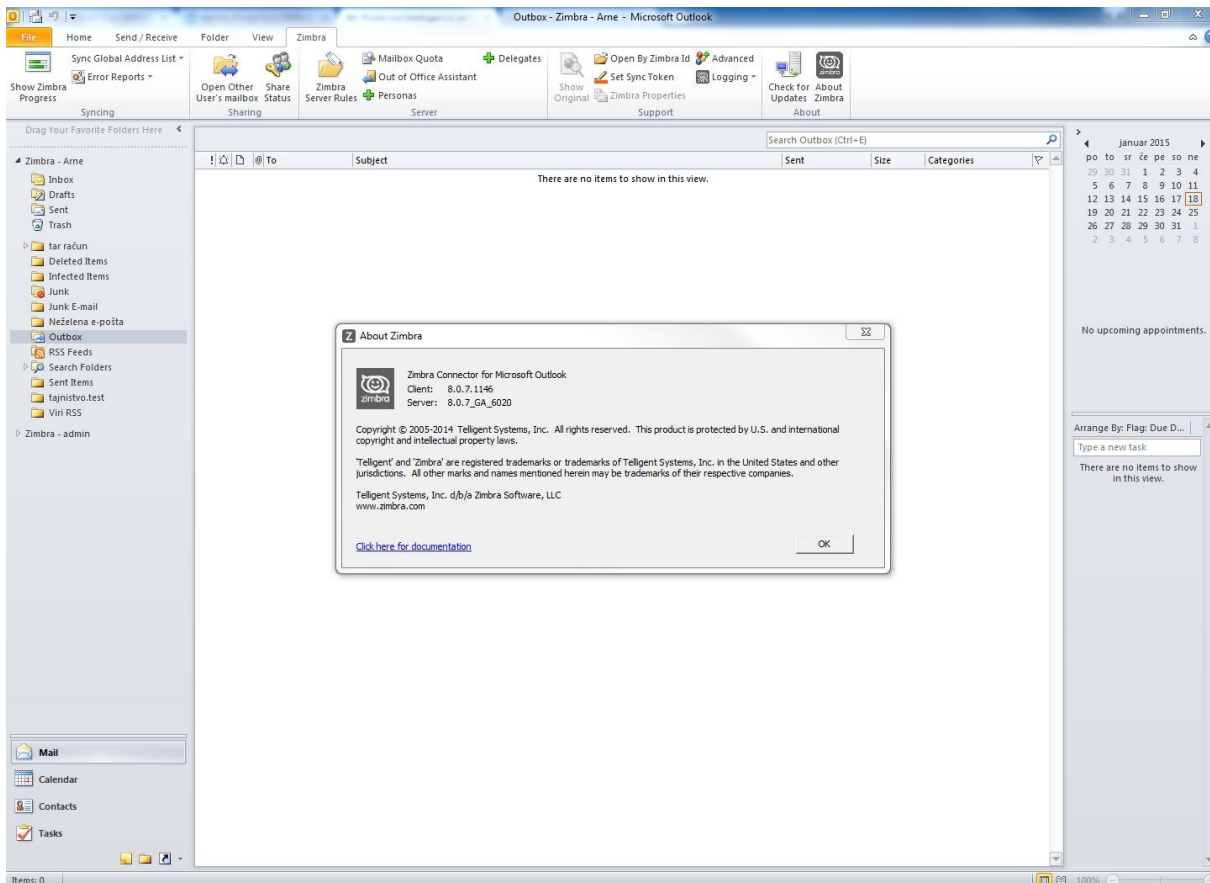 Outbox - Zimbra - Arne - Microsoft Outlook
File Home Send / Receive Folder View Zimbra
Show Zimbra Progress
Sync Global Address List
Error Reports
Syncing
Open Other User's mailbox
Share Status
Sharing
Zimbra Server Rules
Mailbox Quota
Out of Office Assistant
Personas
Delegates
Server
Show Original
Open By Zimbra Id
Set Sync Token
Zimbra Properties
Advanced
Logging
Support
Check for Updates
About Zimbra
About
Drag Your Favorite Folders Here
Zimbra - Arne
Inbox
Drafts
Sent
Trash
tar račun
Deleted Items
Infected Items
Junk
Junk E-mail
Neželena e-pošta
Outbox
RSS Feeds
Search Folders
Sent Items
tajnistvo.test
Viri RSS
Zimbra - admin
Mail
Calendar
Contacts
Tasks
Items: 0
Search Outbox (Ctrl+E)
! To Subject Sent Size Categories
There are no items to show in this view.
About Zimbra
zimbra
Zimbra Connector for Microsoft Outlook
Client: 8.0.7.1146
Server: 8.0.7_GA_6020
Copyright © 2005-2014 Telligent Systems, Inc. All rights reserved. This product is protected by U.S. and international
copyright and intellectual property laws.
'Telligent' and 'Zimbra' are registered trademarks or trademarks of Telligent Systems, Inc. in the United States and other
jurisdictions. All other marks and names mentioned herein may be trademarks of their respective companies.
Telligent Systems, Inc. d/b/a Zimbra Software, LLC
www.zimbra.com
Click here for documentation
OK
januar 2015
po to sr če pe so ne
29 30 31 1 2 3 4
5 6 7 8 9 10 11
12 13 14 15 16 17 18
19 20 21 22 23 24 25
26 27 28 29 30 31 1
2 3 4 5 6 7 8
No upcoming appointments.
Arrange By: Flag: Due D...
Type a new task
There are no items to show
in this view.
100%